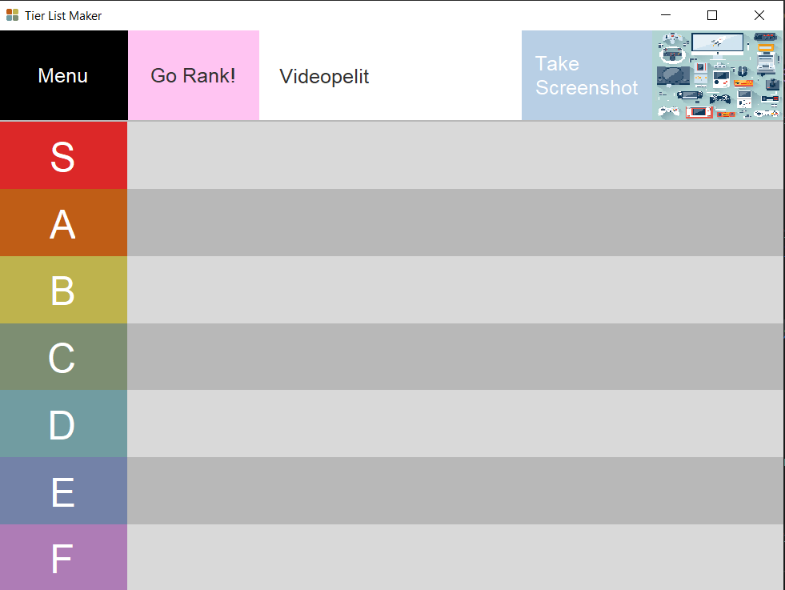 Tier List Maker
Menu
Go Rank!
Videopelit
Take
Screenshot
S
A
B
C
D
E
F